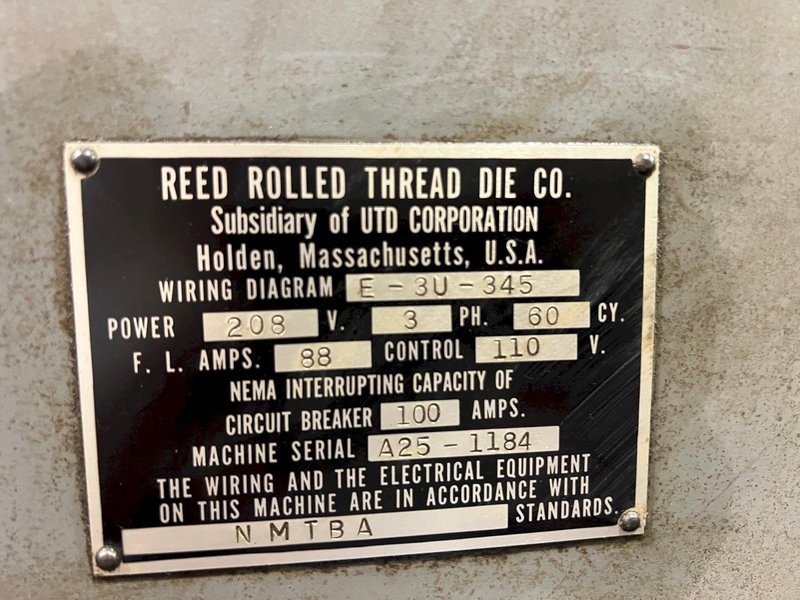 REED ROLLED THREAD DIE CO.
Subsidiary of UTD CORPORATION
Holden, Massachusetts, U.S.A.
WIRING DIAGRAM E-3U-345
POWER 208 V. 3 PH. 60 CY.
F. L. AMPS. 88 CONTROL 110 V.
NEMA INTERRUPTING CAPACITY OF
CIRCUIT BREAKER 100 AMPS.
MACHINE SERIAL A25-1184
THE WIRING AND THE ELECTRICAL EQUIPMENT
ON THIS MACHINE ARE IN ACCORDANCE WITH
NMTBA STANDARDS.